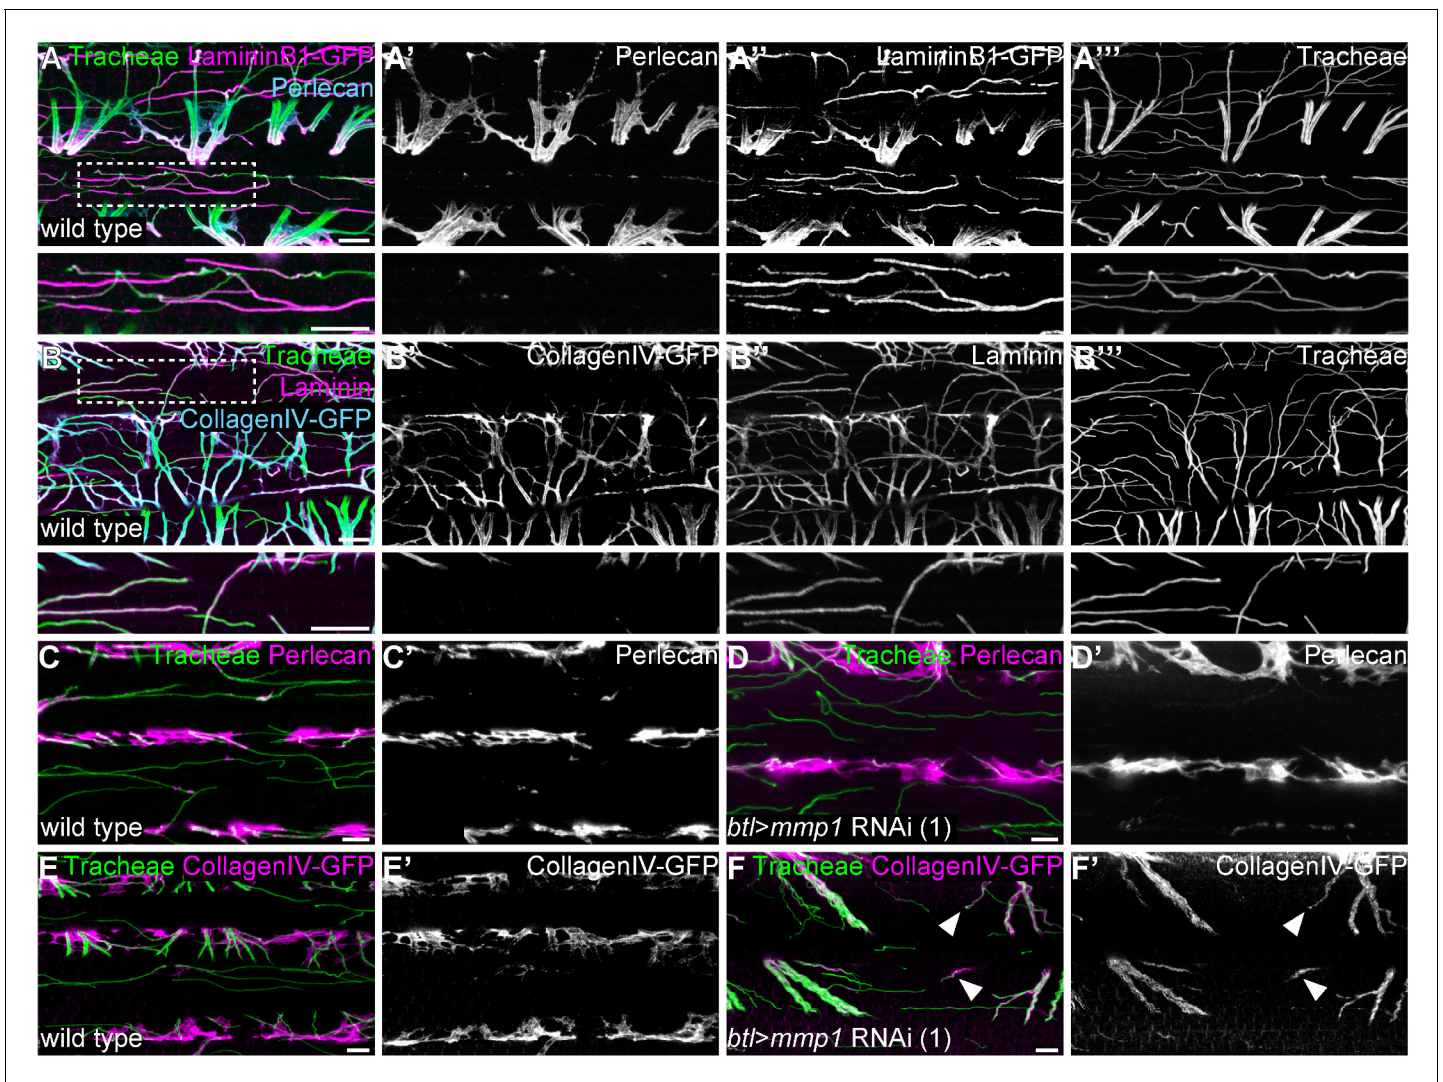 A Tracheae LamininB1-GFP
Perlecan
wild type
A’ Perlecan
A’’ LamininB1-GFP
A’’’ Tracheae
B Tracheae
Laminin
CollagenIV-GFP
wild type
B’ CollagenIV-GFP
B’’ Laminin
B’’’ Tracheae
C Tracheae Perlecan
wild type
C’ Perlecan
D Tracheae Perlecan
btl>mmp1 RNAi (1)
D’ Perlecan
E Tracheae CollagenIV-GFP
wild type
E’ CollagenIV-GFP
F Tracheae CollagenIV-GFP
btl>mmp1 RNAi (1)
F’ CollagenIV-GFP